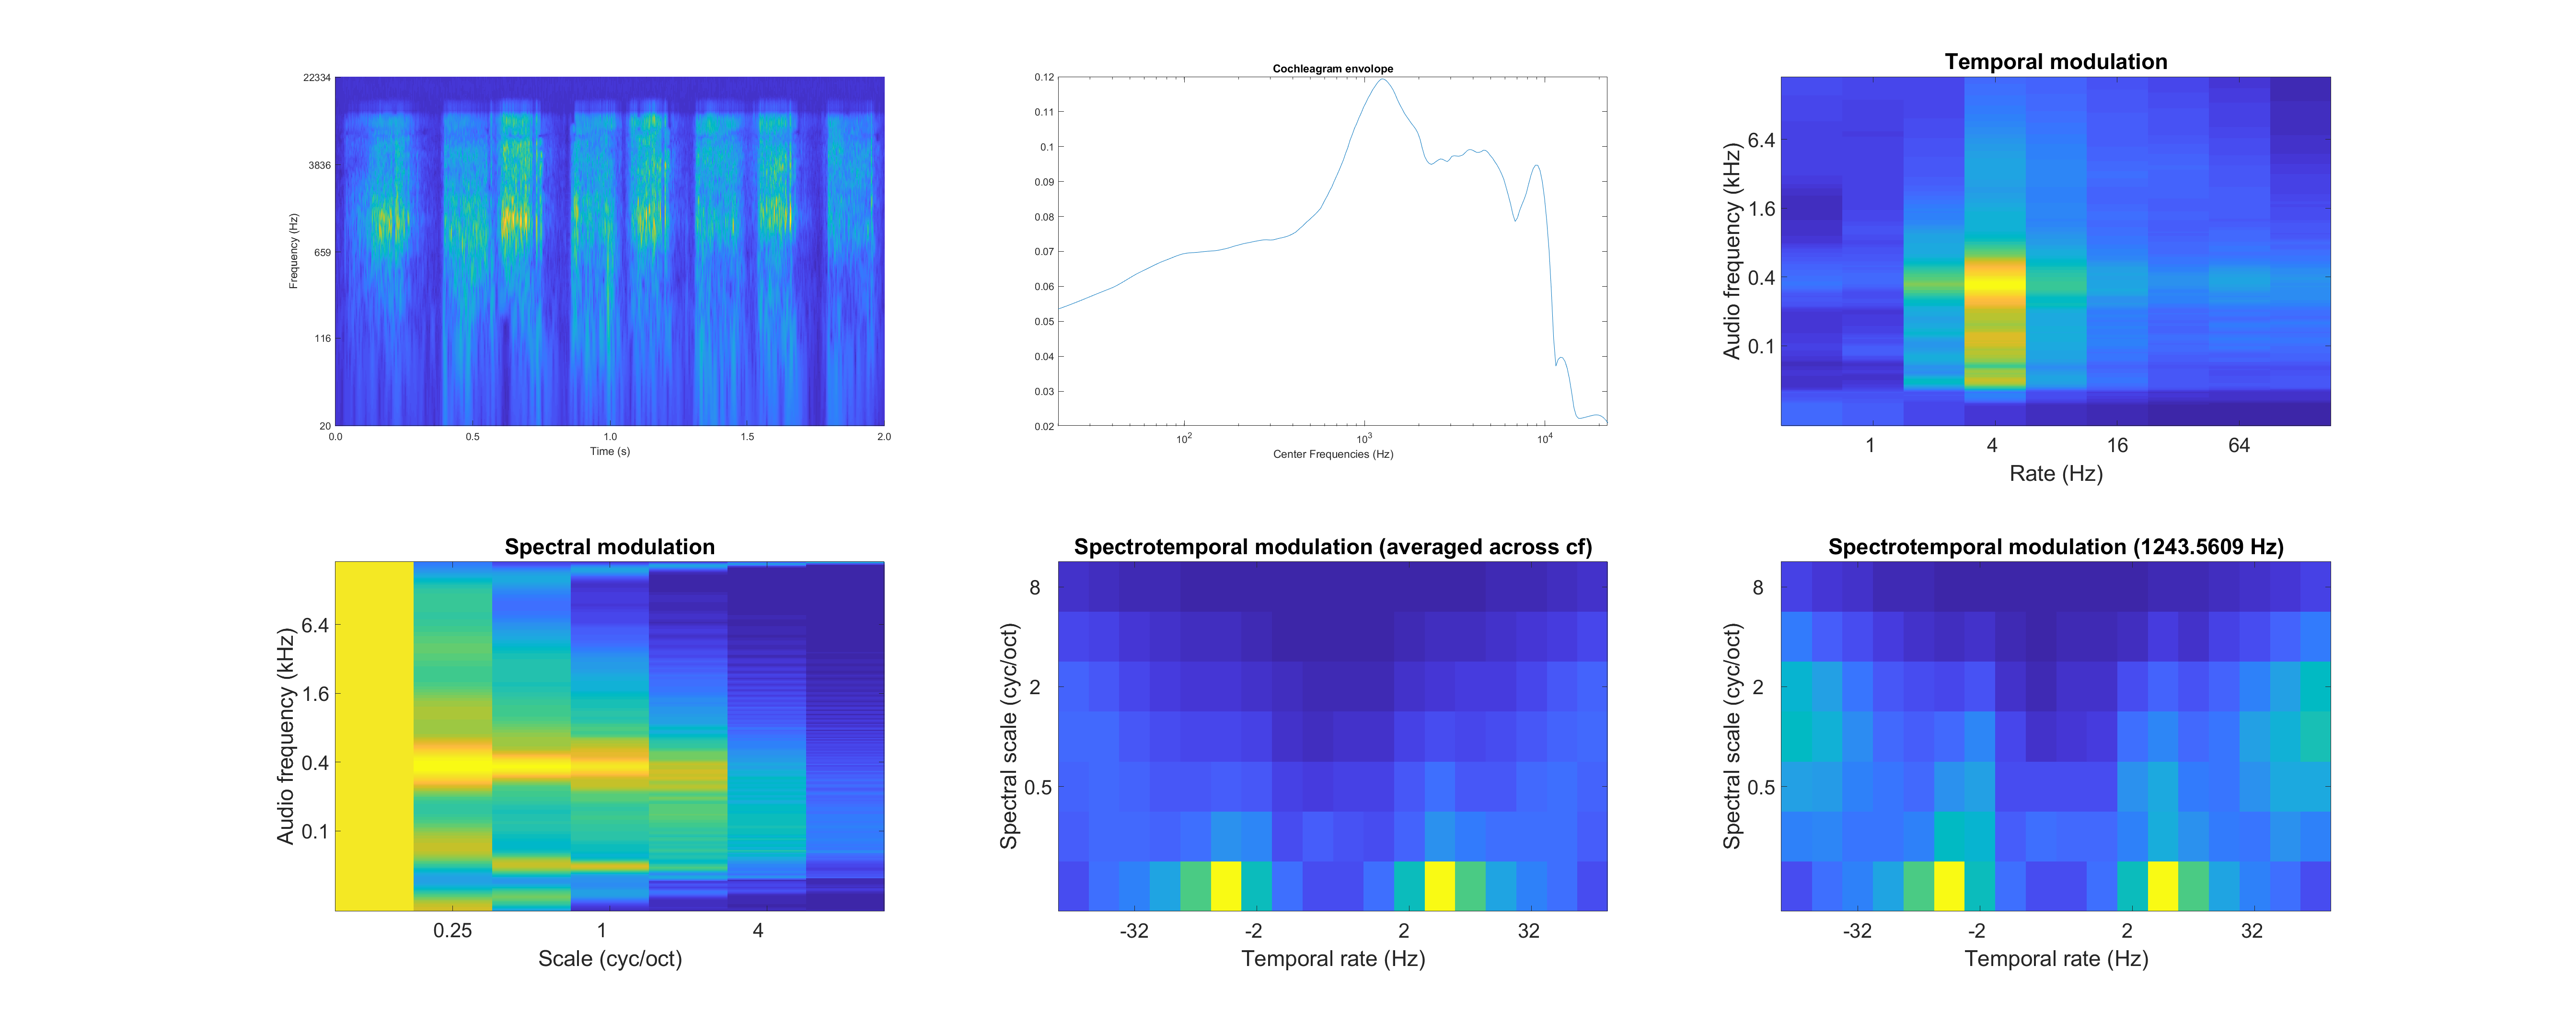 22334
3836
659
116
20
Frequency (Hz)
0.0 0.5 1.0 1.5 2.0
Time (s)
Cochleagram envolope
0.12
0.11
0.1
0.09
0.08
0.07
0.06
0.05
0.04
0.03
0.02
10² 10³ 10⁴
Center Frequencies (Hz)
Temporal modulation
6.4
1.6
0.4
0.1
Audio frequency (kHz)
1 4 16 64
Rate (Hz)
Spectral modulation
6.4
1.6
0.4
0.1
Audio frequency (kHz)
0.25 1 4
Scale (cyc/oct)
Spectrotemporal modulation (averaged across cf)
8
2
0.5
Spectral scale (cyc/oct)
-32 -2 2 32
Temporal rate (Hz)
Spectrotemporal modulation (1243.5609 Hz)
8
2
0.5
Spectral scale (cyc/oct)
-32 -2 2 32
Temporal rate (Hz)